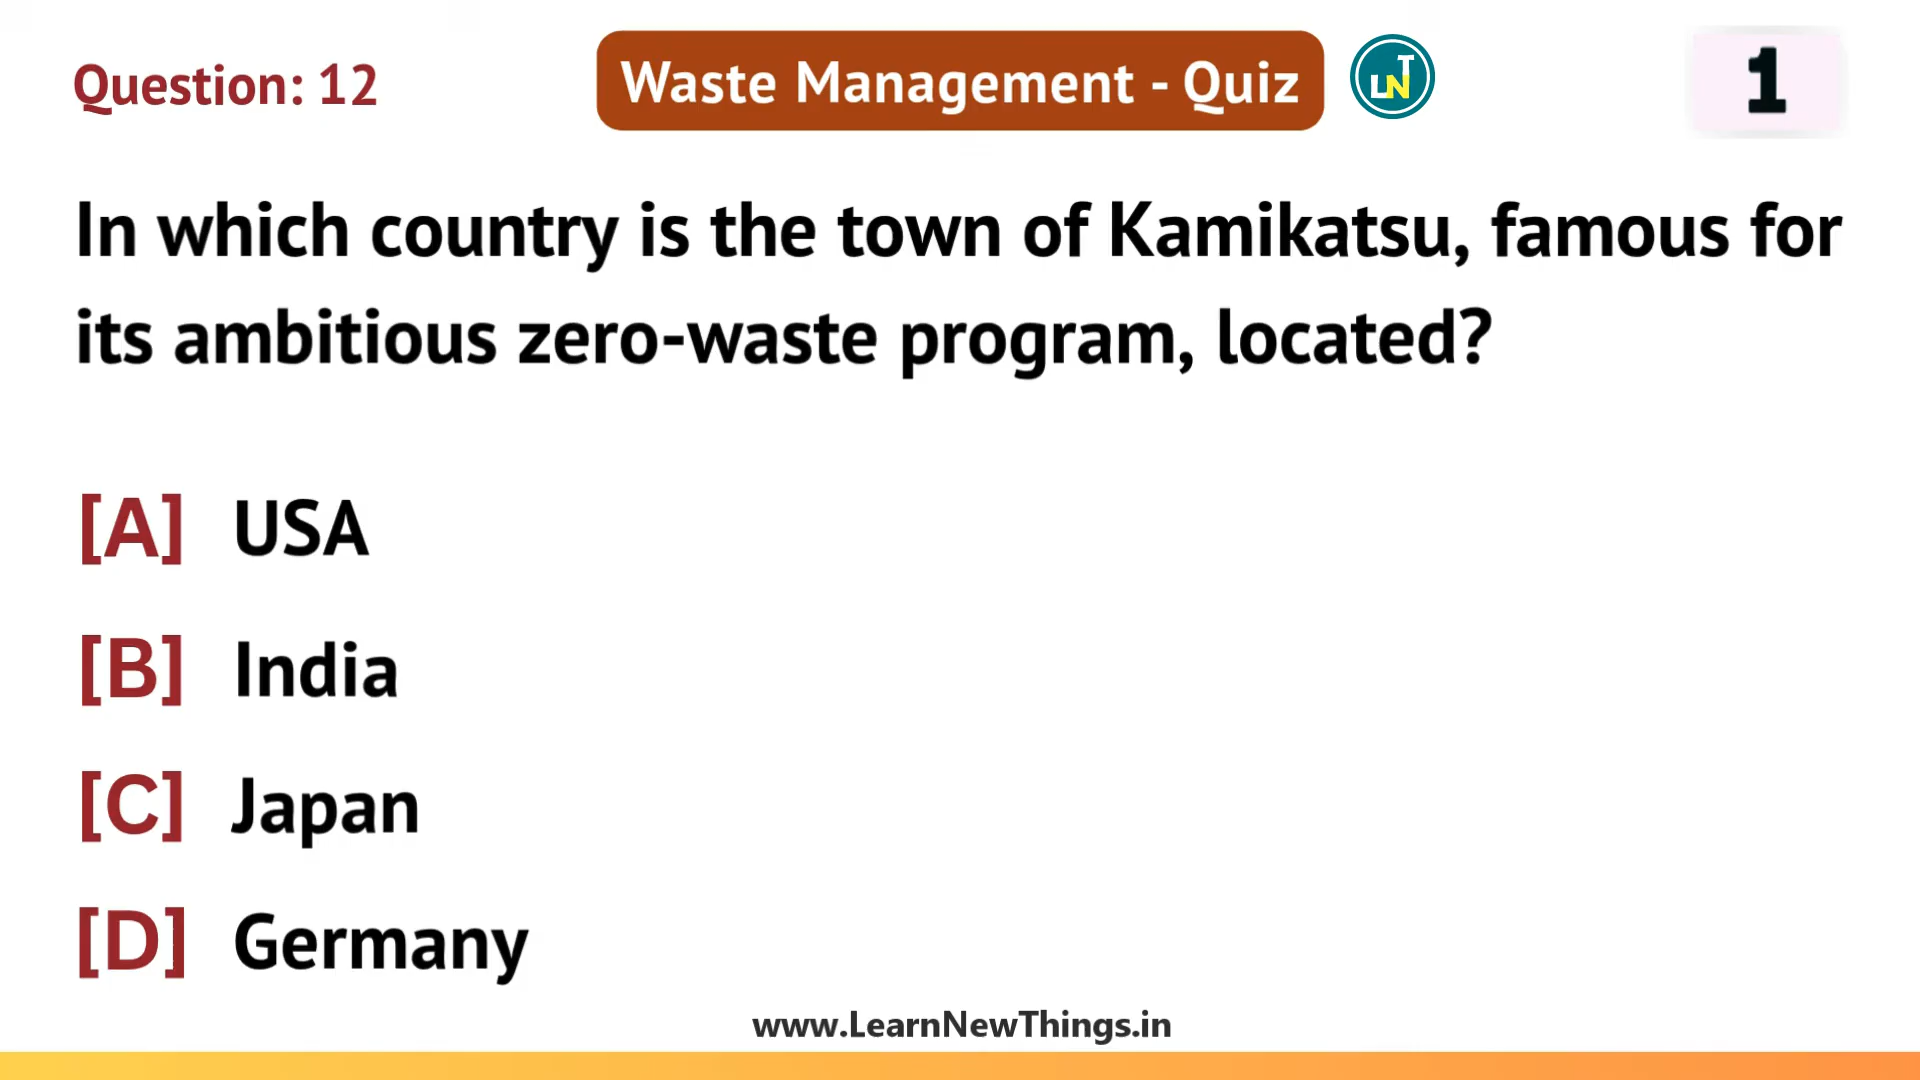 Question: 12
Waste Management - Quiz
LNT
1
In which country is the town of Kamikatsu, famous for
its ambitious zero-waste program, located?
[A] USA
[B] India
[C] Japan
[D] Germany
www.LearnNewThings.in